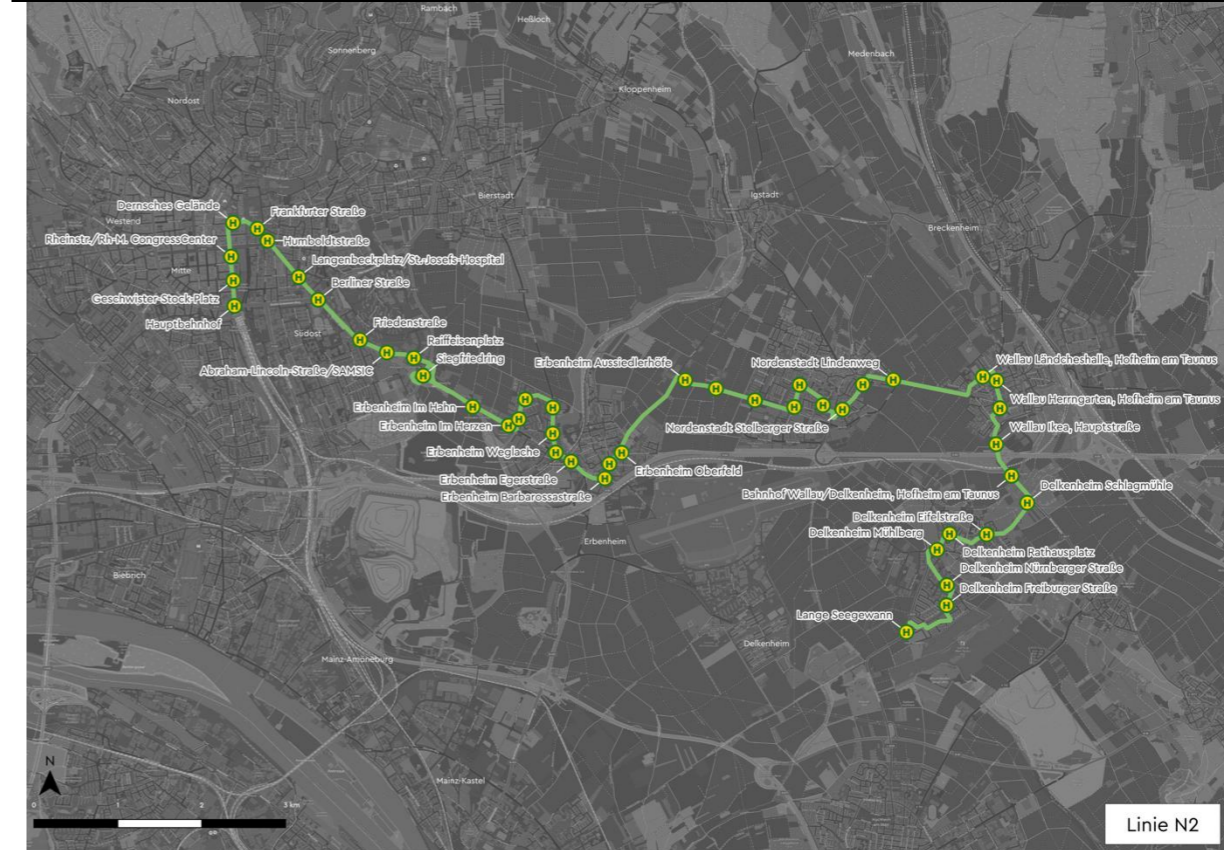 Rambach
Heßloch
Sonnenberg
Medenbach
Kloppenheim
Nordost
Bierstadt
Igstadt
Breckenheim
Dernsches Gelände
Frankfurter Straße
Westend
Humboldtstraße
Rheinstr./Rh-M. CongressCenter
Mitte
Langenbeckplatz/St.-Josefs-Hospital
Berliner Straße
Geschwister-Stock-Platz
Hauptbahnhof
Südost
Friedenstraße
Raiffeisenplatz
Siegfriedring
Abraham-Lincoln-Straße/SAMSIC
Erbenheim Aussiedlerhöfe
Nordenstadt Lindenweg
Wallau Ländcheshalle, Hofheim am Taunus
Wallau Herrngarten, Hofheim am Taunus
Erbenheim Im Hahn
Erbenheim Im Herzen
Nordenstadt Stolberger Straße
Wallau Ikea, Hauptstraße
Erbenheim Weglache
Erbenheim Oberfeld
Erbenheim Egerstraße
Erbenheim Barbarossastraße
Bahnhof Wallau/Delkenheim, Hofheim am Taunus
Delkenheim Schlagmühle
Delkenheim Eifelstraße
Delkenheim Mühlberg
Erbenheim
Delkenheim Rathausplatz
Delkenheim Nürnberger Straße
Biebrich
Delkenheim Freiburger Straße
Lange Seegewann
Delkenheim
Mainz-Amöneburg
Mainz-Kastel
N
0 1 2 3 km
Linie N2